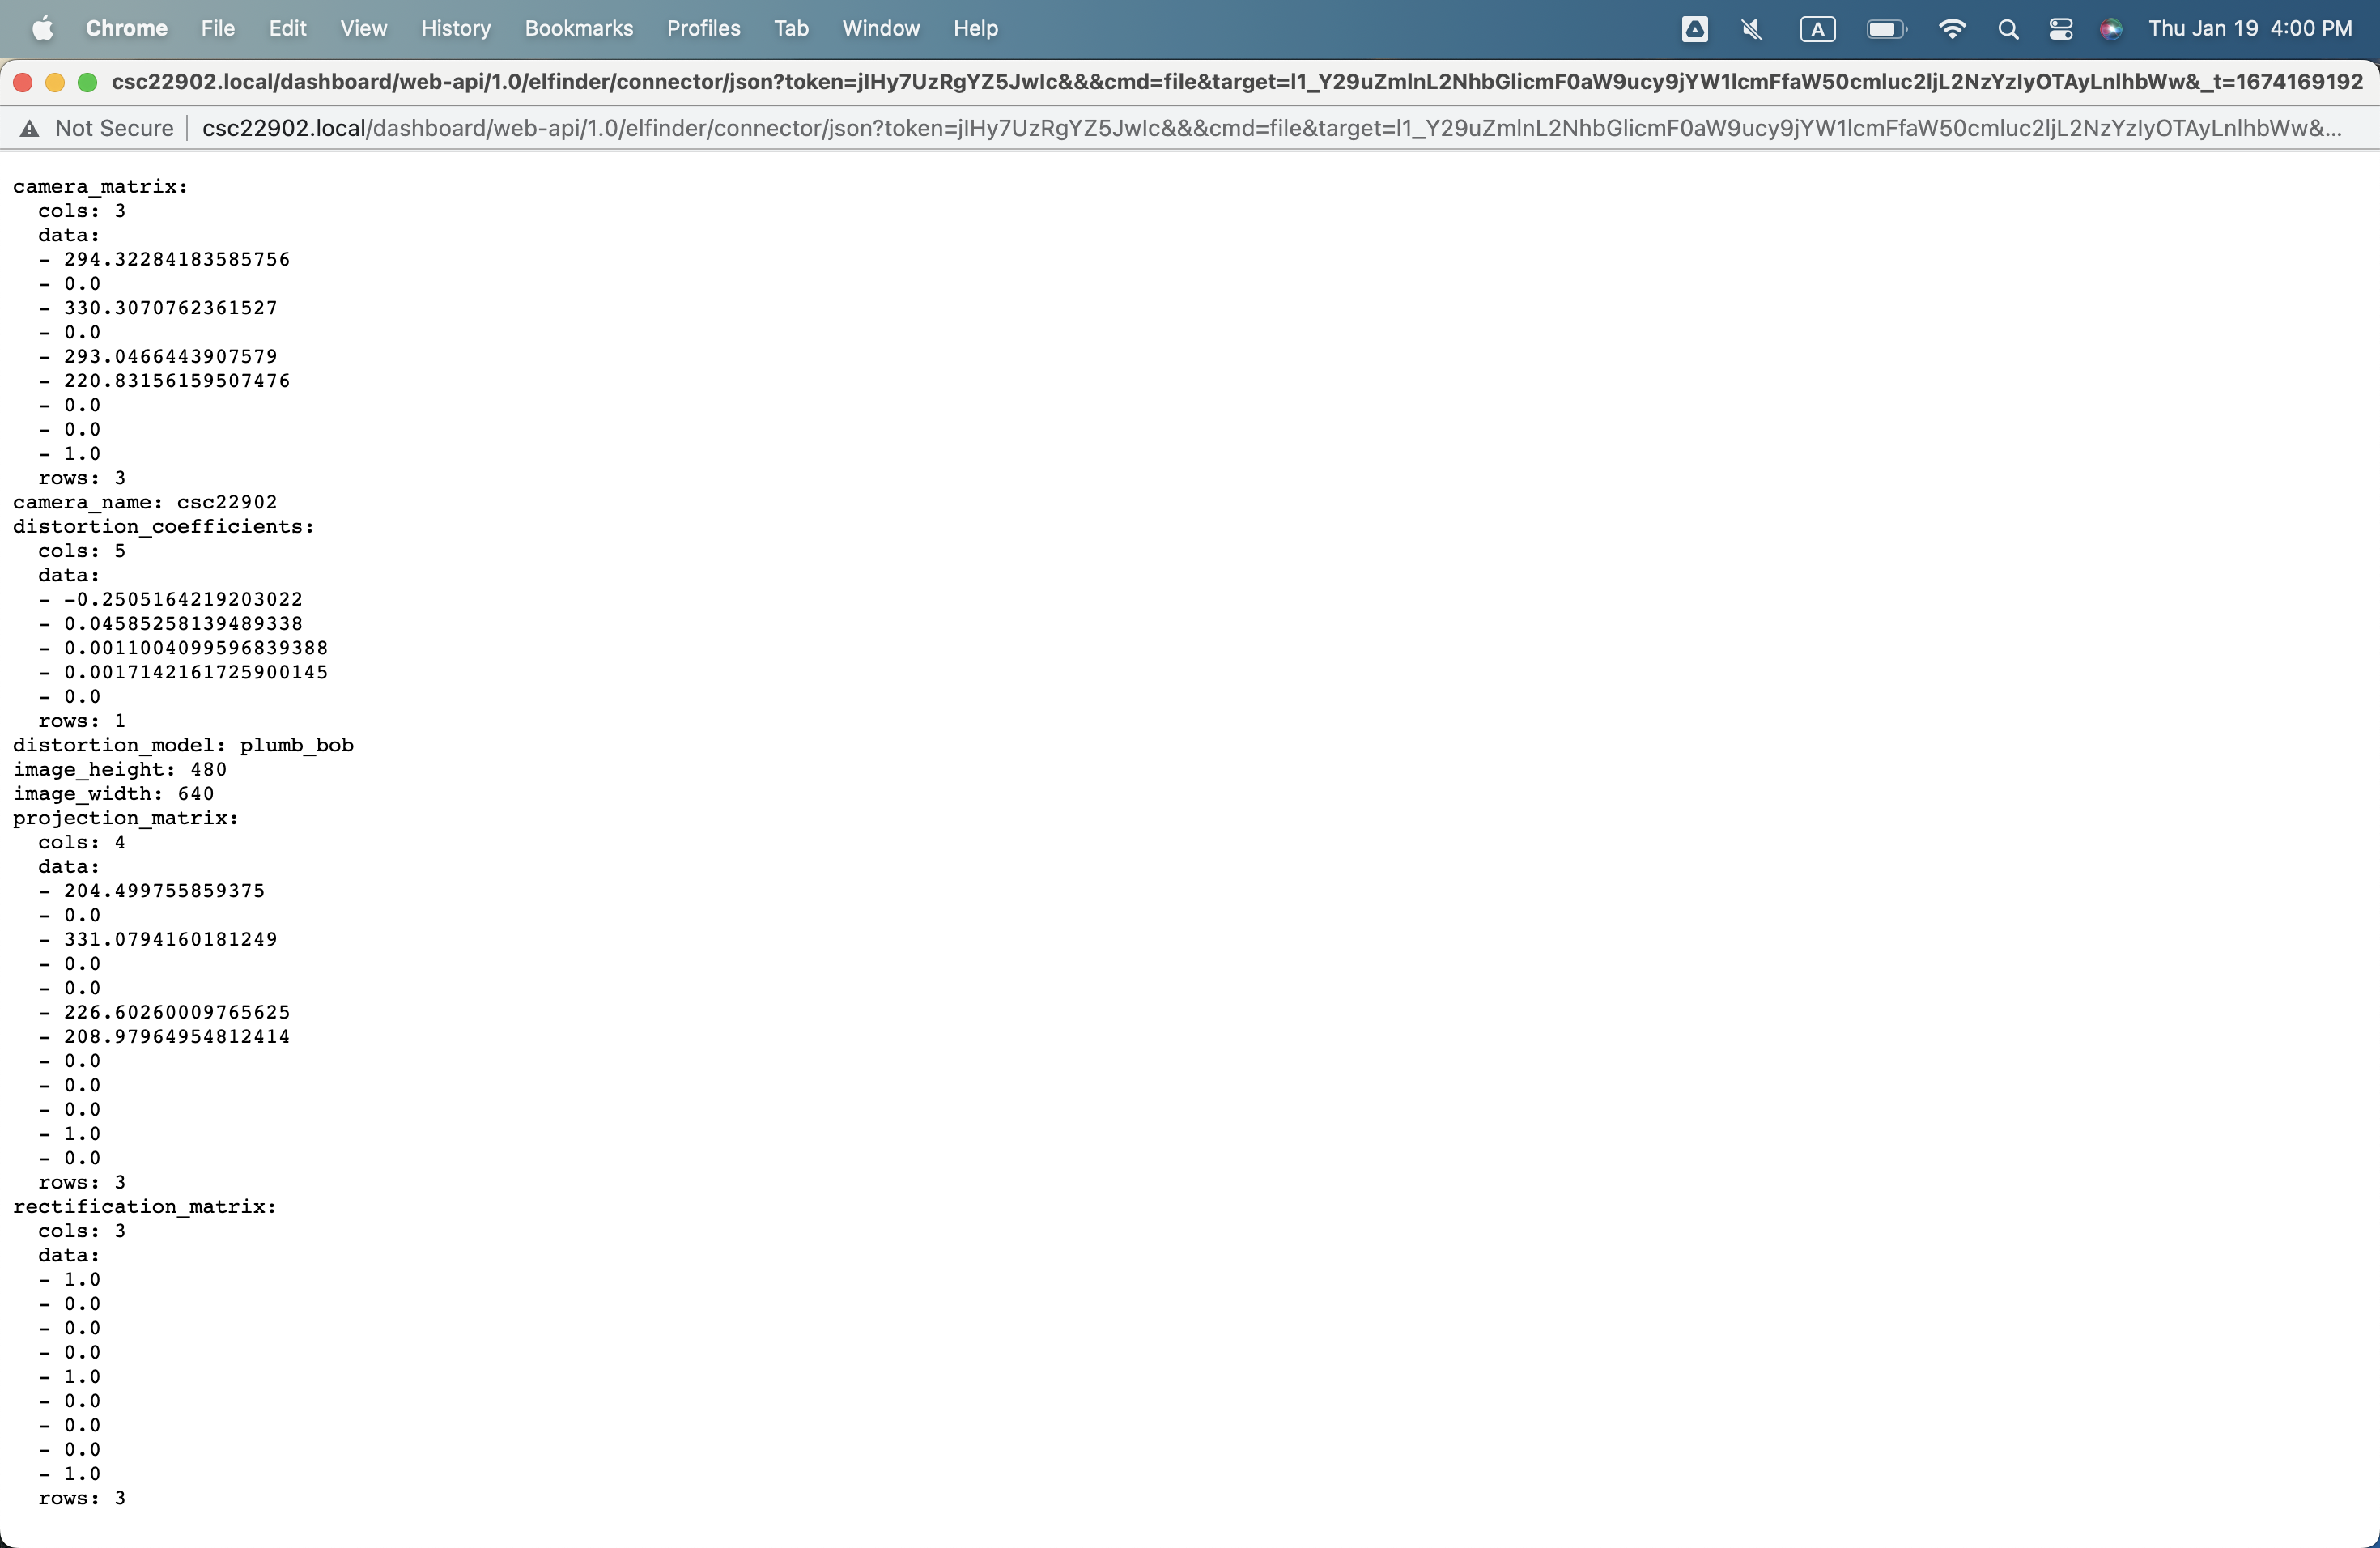 Chrome File Edit View History Bookmarks Profiles Tab Window Help A Thu Jan 19 4:00 PM
csc22902.local/dashboard/web-api/1.0/elfinder/connector/json?token=jIHy7UzRgYZ5JwIc&&&cmd=file&target=l1_Y29uZmlnL2NhbGlicmF0aW9ucy9jYW1lcmFfaW50cmluc2ljL2NzYzIyOTAyLnlhbWw&_t=1674169192
Not Secure csc22902.local/dashboard/web-api/1.0/elfinder/connector/json?token=jIHy7UzRgYZ5JwIc&&&cmd=file&target=l1_Y29uZmlnL2NhbGlicmF0aW9ucy9jYW1lcmFfaW50cmluc2ljL2NzYzIyOTAyLnlhbWw&...
camera_matrix:
  cols: 3
  data:
  - 294.32284183585756
  - 0.0
  - 330.3070762361527
  - 0.0
  - 293.0466443907579
  - 220.83156159507476
  - 0.0
  - 0.0
  - 1.0
  rows: 3
camera_name: csc22902
distortion_coefficients:
  cols: 5
  data:
  - -0.2505164219203022
  - 0.04585258139489338
  - 0.0011004099596839388
  - 0.0017142161725900145
  - 0.0
  rows: 1
distortion_model: plumb_bob
image_height: 480
image_width: 640
projection_matrix:
  cols: 4
  data:
  - 204.499755859375
  - 0.0
  - 331.0794160181249
  - 0.0
  - 0.0
  - 226.60260009765625
  - 208.97964954812414
  - 0.0
  - 0.0
  - 0.0
  - 1.0
  - 0.0
  rows: 3
rectification_matrix:
  cols: 3
  data:
  - 1.0
  - 0.0
  - 0.0
  - 0.0
  - 1.0
  - 0.0
  - 0.0
  - 0.0
  - 1.0
  rows: 3